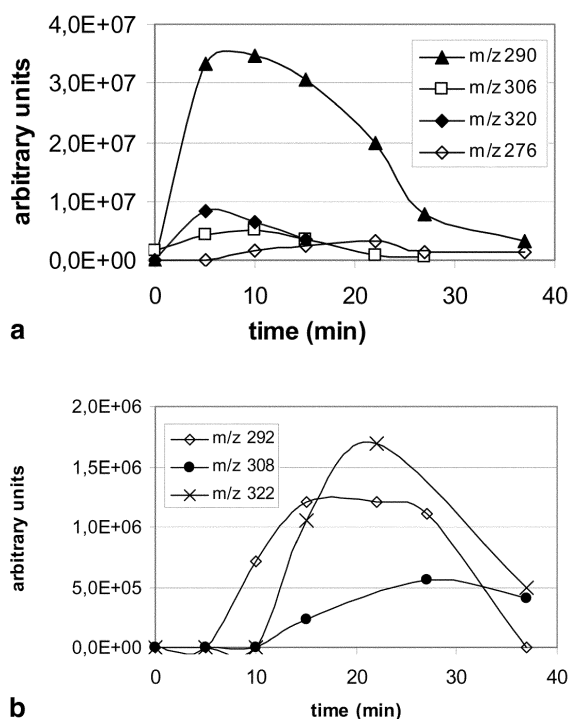 4,0E+07
3,0E+07
2,0E+07
1,0E+07
0,0E+00
arbitrary units
m/z 290
m/z 306
m/z 320
m/z 276
0 10 20 30 40
time (min)
a
2,0E+06
1,5E+06
1,0E+06
5,0E+05
0,0E+00
arbitrary units
m/z 292
m/z 308
m/z 322
0 10 20 30 40
time (min)
b